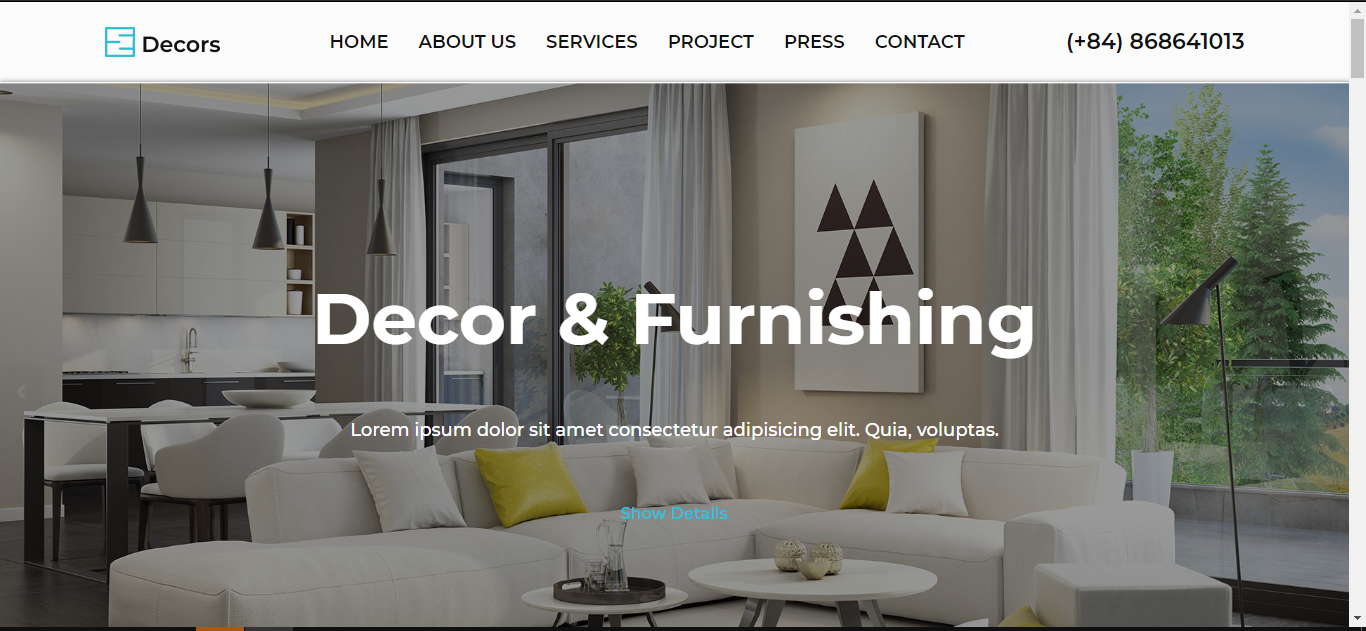 Decors
HOME ABOUT US SERVICES PROJECT PRESS CONTACT
(+84) 868641013
Decor & Furnishing
Lorem ipsum dolor sit amet consectetur adipisicing elit. Quia, voluptas.
Show Details